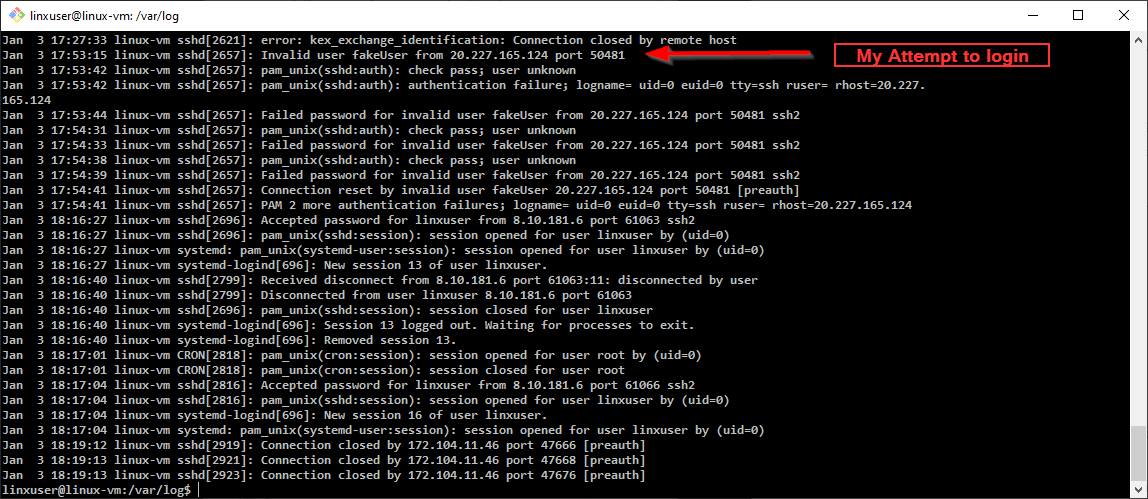 linxuser@linux-vm: /var/log
Jan  3 17:27:33 linux-vm sshd[2621]: error: kex_exchange_identification: Connection closed by remote host
Jan  3 17:53:15 linux-vm sshd[2657]: Invalid user fakeUser from 20.227.165.124 port 50481
My Attempt to login
Jan  3 17:53:42 linux-vm sshd[2657]: pam_unix(sshd:auth): check pass; user unknown
Jan  3 17:53:42 linux-vm sshd[2657]: pam_unix(sshd:auth): authentication failure; logname= uid=0 euid=0 tty=ssh ruser= rhost=20.227.
165.124
Jan  3 17:53:44 linux-vm sshd[2657]: Failed password for invalid user fakeUser from 20.227.165.124 port 50481 ssh2
Jan  3 17:54:31 linux-vm sshd[2657]: pam_unix(sshd:auth): check pass; user unknown
Jan  3 17:54:33 linux-vm sshd[2657]: Failed password for invalid user fakeUser from 20.227.165.124 port 50481 ssh2
Jan  3 17:54:38 linux-vm sshd[2657]: pam_unix(sshd:auth): check pass; user unknown
Jan  3 17:54:39 linux-vm sshd[2657]: Failed password for invalid user fakeUser from 20.227.165.124 port 50481 ssh2
Jan  3 17:54:41 linux-vm sshd[2657]: Connection reset by invalid user fakeUser 20.227.165.124 port 50481 [preauth]
Jan  3 17:54:41 linux-vm sshd[2657]: PAM 2 more authentication failures; logname= uid=0 euid=0 tty=ssh ruser= rhost=20.227.165.124
Jan  3 18:16:27 linux-vm sshd[2696]: Accepted password for linxuser from 8.10.181.6 port 61063 ssh2
Jan  3 18:16:27 linux-vm sshd[2696]: pam_unix(sshd:session): session opened for user linxuser by (uid=0)
Jan  3 18:16:27 linux-vm systemd: pam_unix(systemd-user:session): session opened for user linxuser by (uid=0)
Jan  3 18:16:27 linux-vm systemd-logind[696]: New session 13 of user linxuser.
Jan  3 18:16:40 linux-vm sshd[2799]: Received disconnect from 8.10.181.6 port 61063:11: disconnected by user
Jan  3 18:16:40 linux-vm sshd[2799]: Disconnected from user linxuser 8.10.181.6 port 61063
Jan  3 18:16:40 linux-vm sshd[2696]: pam_unix(sshd:session): session closed for user linxuser
Jan  3 18:16:40 linux-vm systemd-logind[696]: Session 13 logged out. Waiting for processes to exit.
Jan  3 18:16:40 linux-vm systemd-logind[696]: Removed session 13.
Jan  3 18:17:01 linux-vm CRON[2818]: pam_unix(cron:session): session opened for user root by (uid=0)
Jan  3 18:17:01 linux-vm CRON[2818]: pam_unix(cron:session): session closed for user root
Jan  3 18:17:04 linux-vm sshd[2816]: Accepted password for linxuser from 8.10.181.6 port 61066 ssh2
Jan  3 18:17:04 linux-vm sshd[2816]: pam_unix(sshd:session): session opened for user linxuser by (uid=0)
Jan  3 18:17:04 linux-vm systemd-logind[696]: New session 16 of user linxuser.
Jan  3 18:17:04 linux-vm systemd: pam_unix(systemd-user:session): session opened for user linxuser by (uid=0)
Jan  3 18:19:12 linux-vm sshd[2919]: Connection closed by 172.104.11.46 port 47666 [preauth]
Jan  3 18:19:13 linux-vm sshd[2921]: Connection closed by 172.104.11.46 port 47668 [preauth]
Jan  3 18:19:13 linux-vm sshd[2923]: Connection closed by 172.104.11.46 port 47676 [preauth]
linxuser@linux-vm:/var/log$